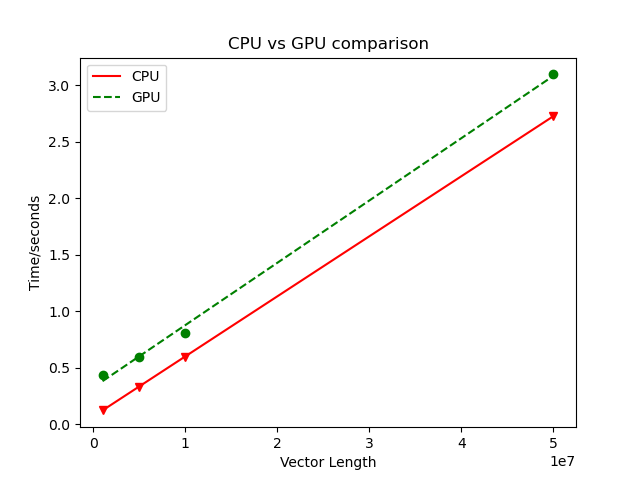 CPU vs GPU comparison
CPU
GPU
3.0
2.5
2.0
1.5
1.0
0.5
0.0
Time/seconds
0 1 2 3 4 5
1e7
Vector Length